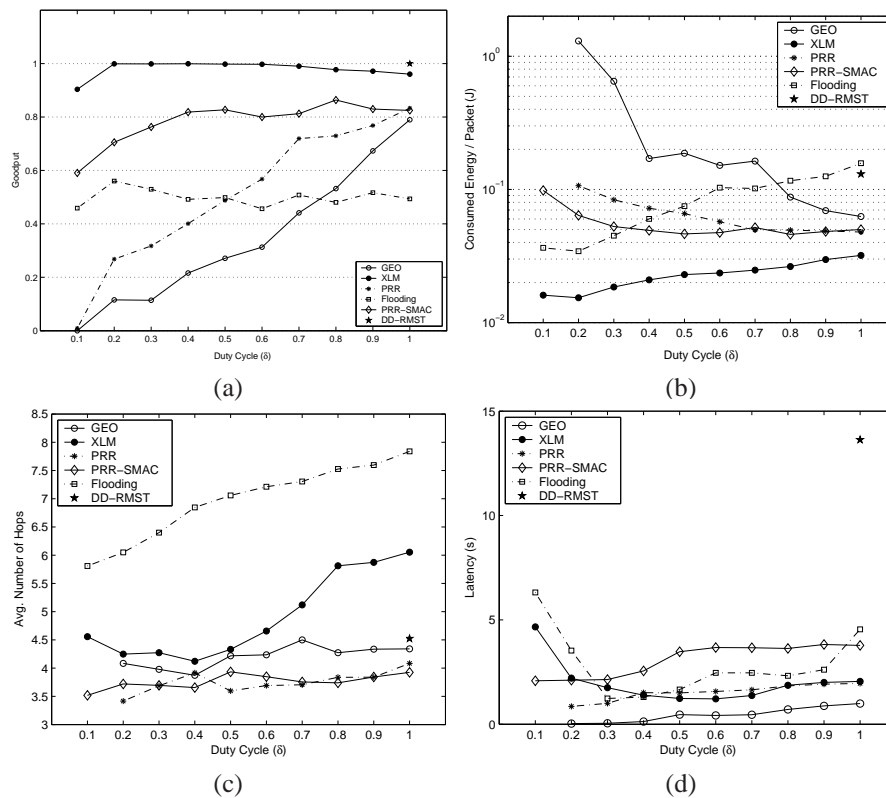 1
0.8
0.6
0.4
0.2
0
Goodput
GEO
XLM
PRR
Flooding
PRR−SMAC
DD−RMST
0.1 0.2 0.3 0.4 0.5 0.6 0.7 0.8 0.9 1
Duty Cycle (δ)
(a)
10^0
10^−1
10^−2
Consumed Energy / Packet (J)
GEO
XLM
PRR
PRR−SMAC
Flooding
DD−RMST
0.1 0.2 0.3 0.4 0.5 0.6 0.7 0.8 0.9 1
Duty Cycle (δ)
(b)
8.5
8
7.5
7
6.5
6
5.5
5
4.5
4
3.5
3
Avg. Number of Hops
GEO
XLM
PRR
PRR−SMAC
Flooding
DD−RMST
0.1 0.2 0.3 0.4 0.5 0.6 0.7 0.8 0.9 1
Duty Cycle (δ)
(c)
15
10
5
0
Latency (s)
GEO
XLM
PRR
PRR−SMAC
Flooding
DD−RMST
0.1 0.2 0.3 0.4 0.5 0.6 0.7 0.8 0.9 1
Duty Cycle (δ)
(d)